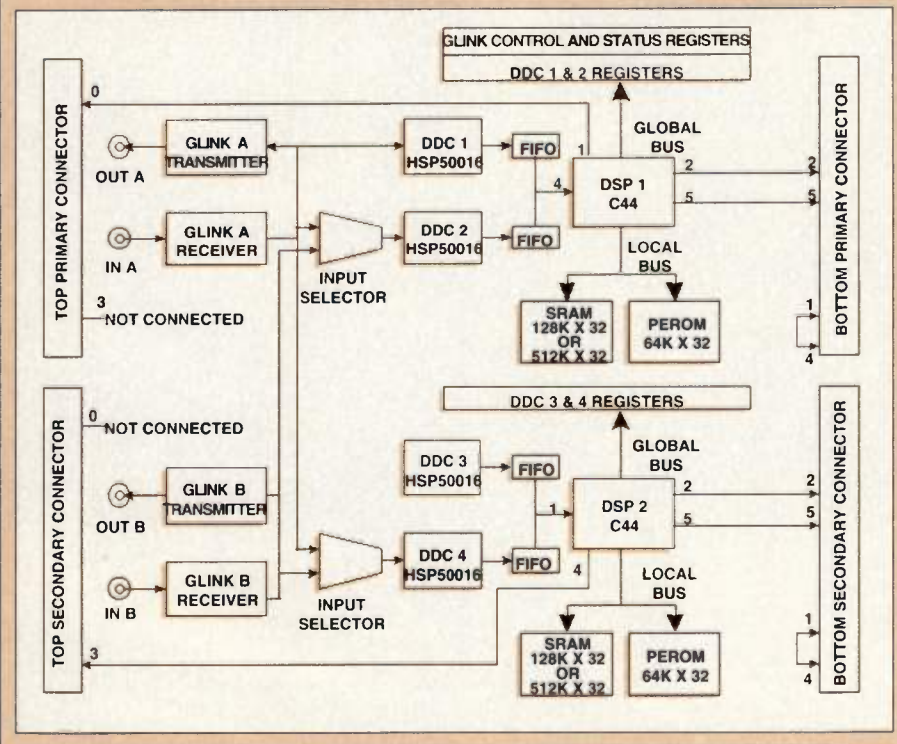 GLINK CONTROL AND STATUS REGISTERS
DDC 1 & 2 REGISTERS
TOP PRIMARY CONNECTOR
0
OUT A
GLINK A
TRANSMITTER
IN A
GLINK A
RECEIVER
3
NOT CONNECTED
INPUT
SELECTOR
DDC 1
HSP50016
DDC 2
HSP50016
FIFO
FIFO
4
1
DSP 1
C44
GLOBAL
BUS
2
5
2
5
LOCAL
BUS
SRAM
128K X 32
OR
512K X 32
PEROM
64K X 32
1
4
BOTTOM PRIMARY CONNECTOR
DDC 3 & 4 REGISTERS
TOP SECONDARY CONNECTOR
0
NOT CONNECTED
OUT B
GLINK B
TRANSMITTER
IN B
GLINK B
RECEIVER
3
INPUT
SELECTOR
DDC 3
HSP50016
DDC 4
HSP50016
FIFO
FIFO
1
4
DSP 2
C44
GLOBAL
BUS
2
5
2
5
LOCAL
BUS
SRAM
128K X 32
OR
512K X 32
PEROM
64K X 32
1
4
BOTTOM SECONDARY CONNECTOR